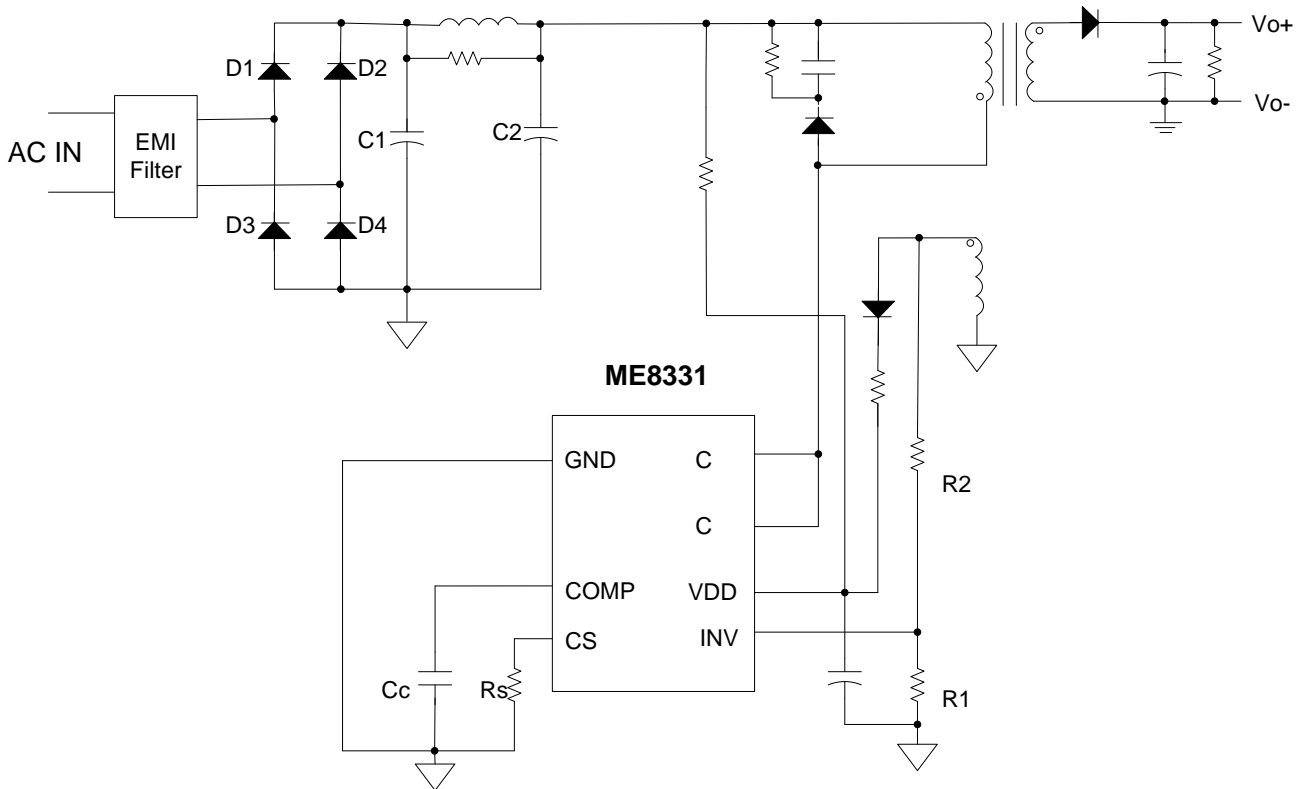 Vo+
D1
D2
C1
C2
Vo-
AC IN
EMI
Filter
D3
D4
ME8331
GND
C
R2
C
COMP
VDD
CS
INV
Cc
Rs
R1